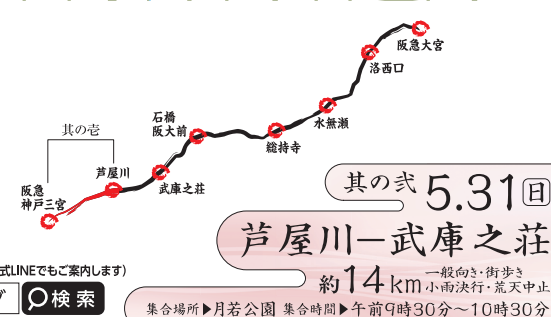 阪急大宮
洛西口
水無瀬
総持寺
石橋
阪大前
武庫之荘
芦屋川
其の壱
阪急
神戸三宮
其の弐 5.31日
芦屋川ー武庫之荘
約14km 一般向き・街歩き
小雨決行・荒天中止
集合場所▶月若公園 集合時間▶午前9時30分〜10時30分
式LINEでもご案内します)
検索